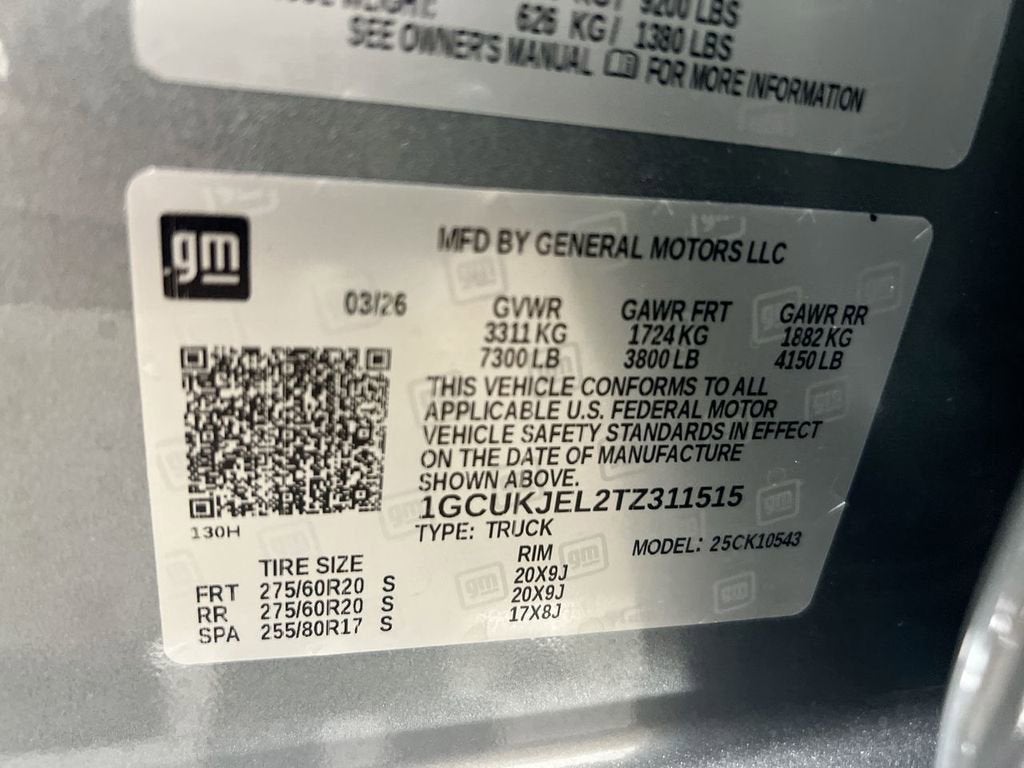 9200 LBS
626 KG / 1380 LBS
SEE OWNER'S MANUAL FOR MORE INFORMATION
gm
MFD BY GENERAL MOTORS LLC
03/26 GVWR GAWR FRT GAWR RR
3311 KG 1724 KG 1882 KG
7300 LB 3800 LB 4150 LB
THIS VEHICLE CONFORMS TO ALL
APPLICABLE U.S. FEDERAL MOTOR
VEHICLE SAFETY STANDARDS IN EFFECT
ON THE DATE OF MANUFACTURE
SHOWN ABOVE.
1GCUKJEL2TZ311515
130H
TYPE: TRUCK MODEL: 25CK10543
TIRE SIZE RIM
FRT 275/60R20 S 20X9J
RR 275/60R20 S 20X9J
SPA 255/80R17 S 17X8J